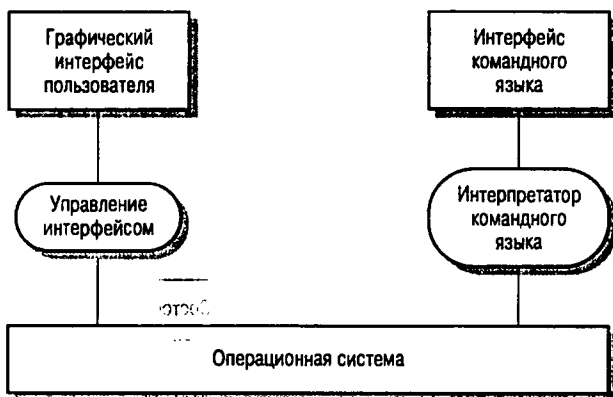 Графический
интерфейс
пользователя
Интерфейс
командного
языка
Управление
интерфейсом
Интерпретатор
командного
языка
Операционная система